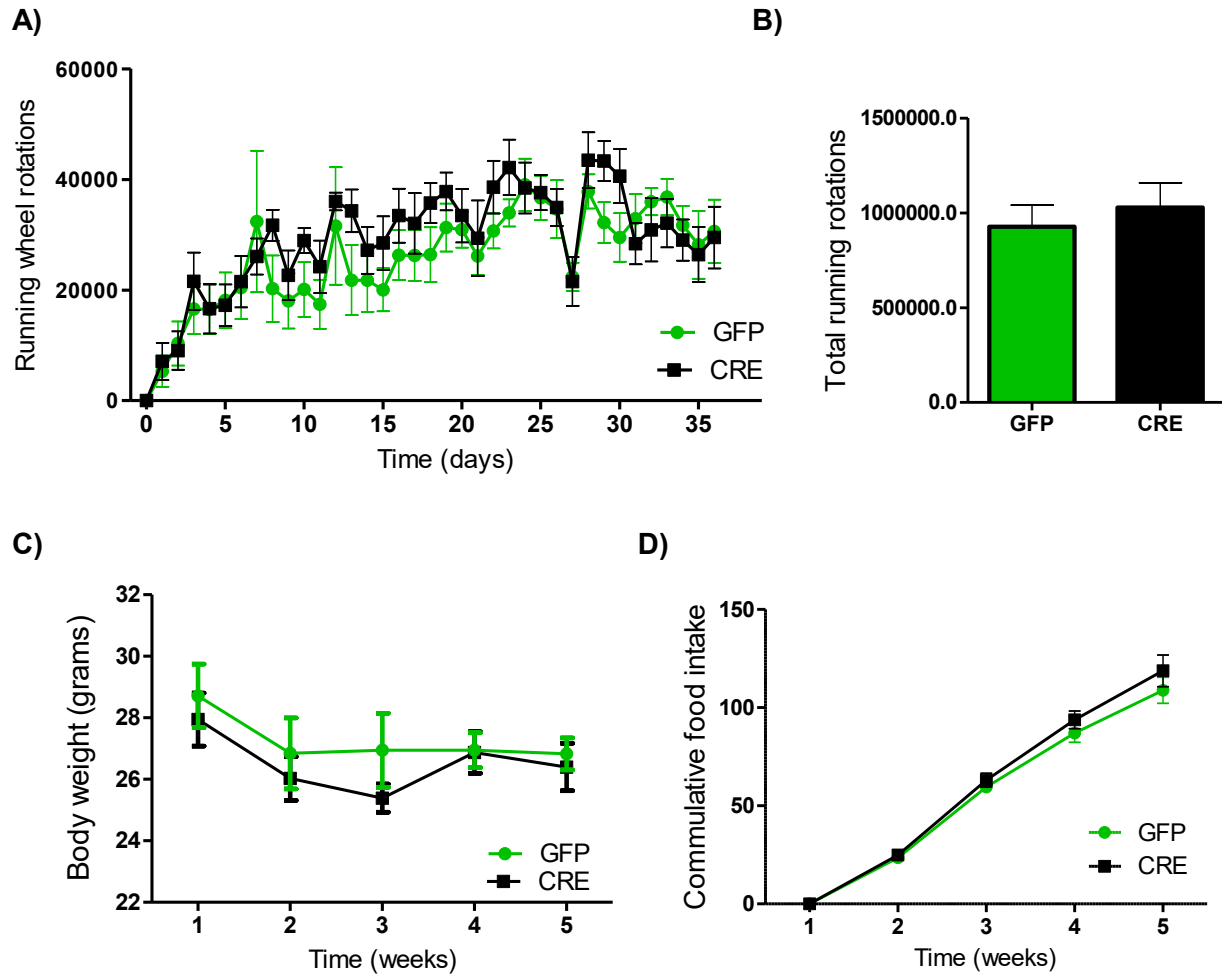 A)
Running wheel rotations
60000
40000
20000
0
0 5 10 15 20 25 30 35
Time (days)
GFP
CRE
B)
Total running rotations
1500000.0
1000000.0
500000.0
0.0
GFP CRE
C)
Body weight (grams)
32
30
28
26
24
22
1 2 3 4 5
Time (weeks)
GFP
CRE
D)
Commulative food intake
150
100
50
0
1 2 3 4 5
Time (weeks)
GFP
CRE